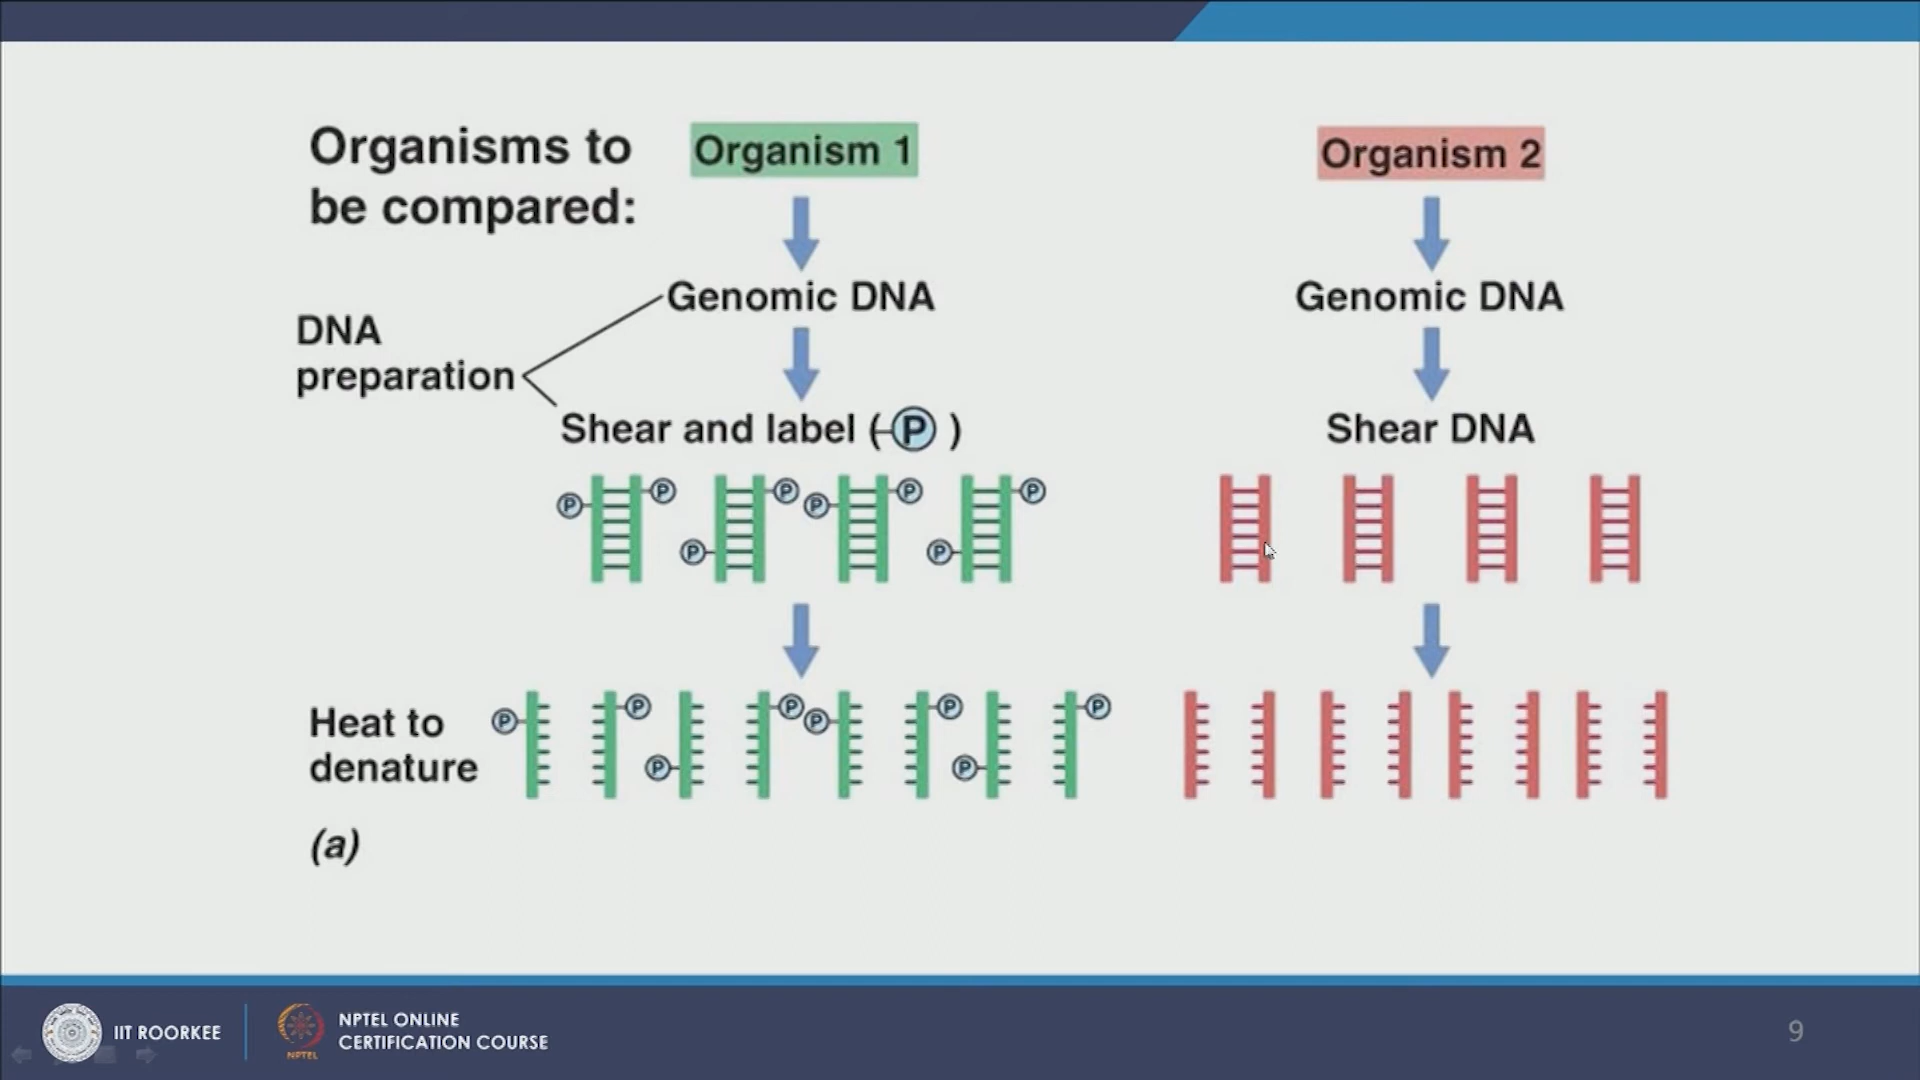 Organisms to
be compared:
Organism 1
Organism 2
Genomic DNA
Genomic DNA
DNA
preparation
Shear and label (-P)
Shear DNA
P P P P P P P P
Heat to
denature
P P P P P P P P
(a)
IIT ROORKEE
NPTEL
NPTEL ONLINE
CERTIFICATION COURSE
9